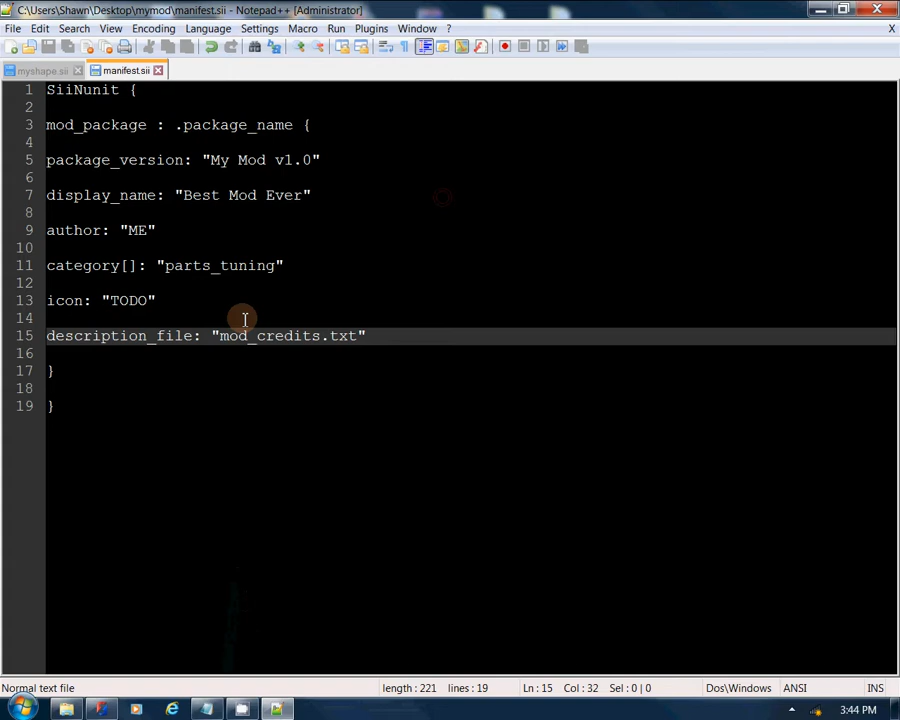 C:\Users\Shawn\Desktop\mymod\manifest.sii - Notepad++ [Administrator]
File Edit Search View Encoding Language Settings Macro Run Plugins Window ? X
myshape.sii manifest.sii
1 SiiNunit {
2
3 mod_package : .package_name {
4
5 package_version: "My Mod v1.0"
6
7 display_name: "Best Mod Ever"
8
9 author: "ME"
10
11 category[]: "parts_tuning"
12
13 icon: "TODO"
14
15 description_file: "mod_credits.txt"
16
17 }
18
19 }
Normal text file length : 221 lines : 19 Ln : 15 Col : 32 Sel : 0 | 0 Dos\Windows ANSI INS
3:44 PM